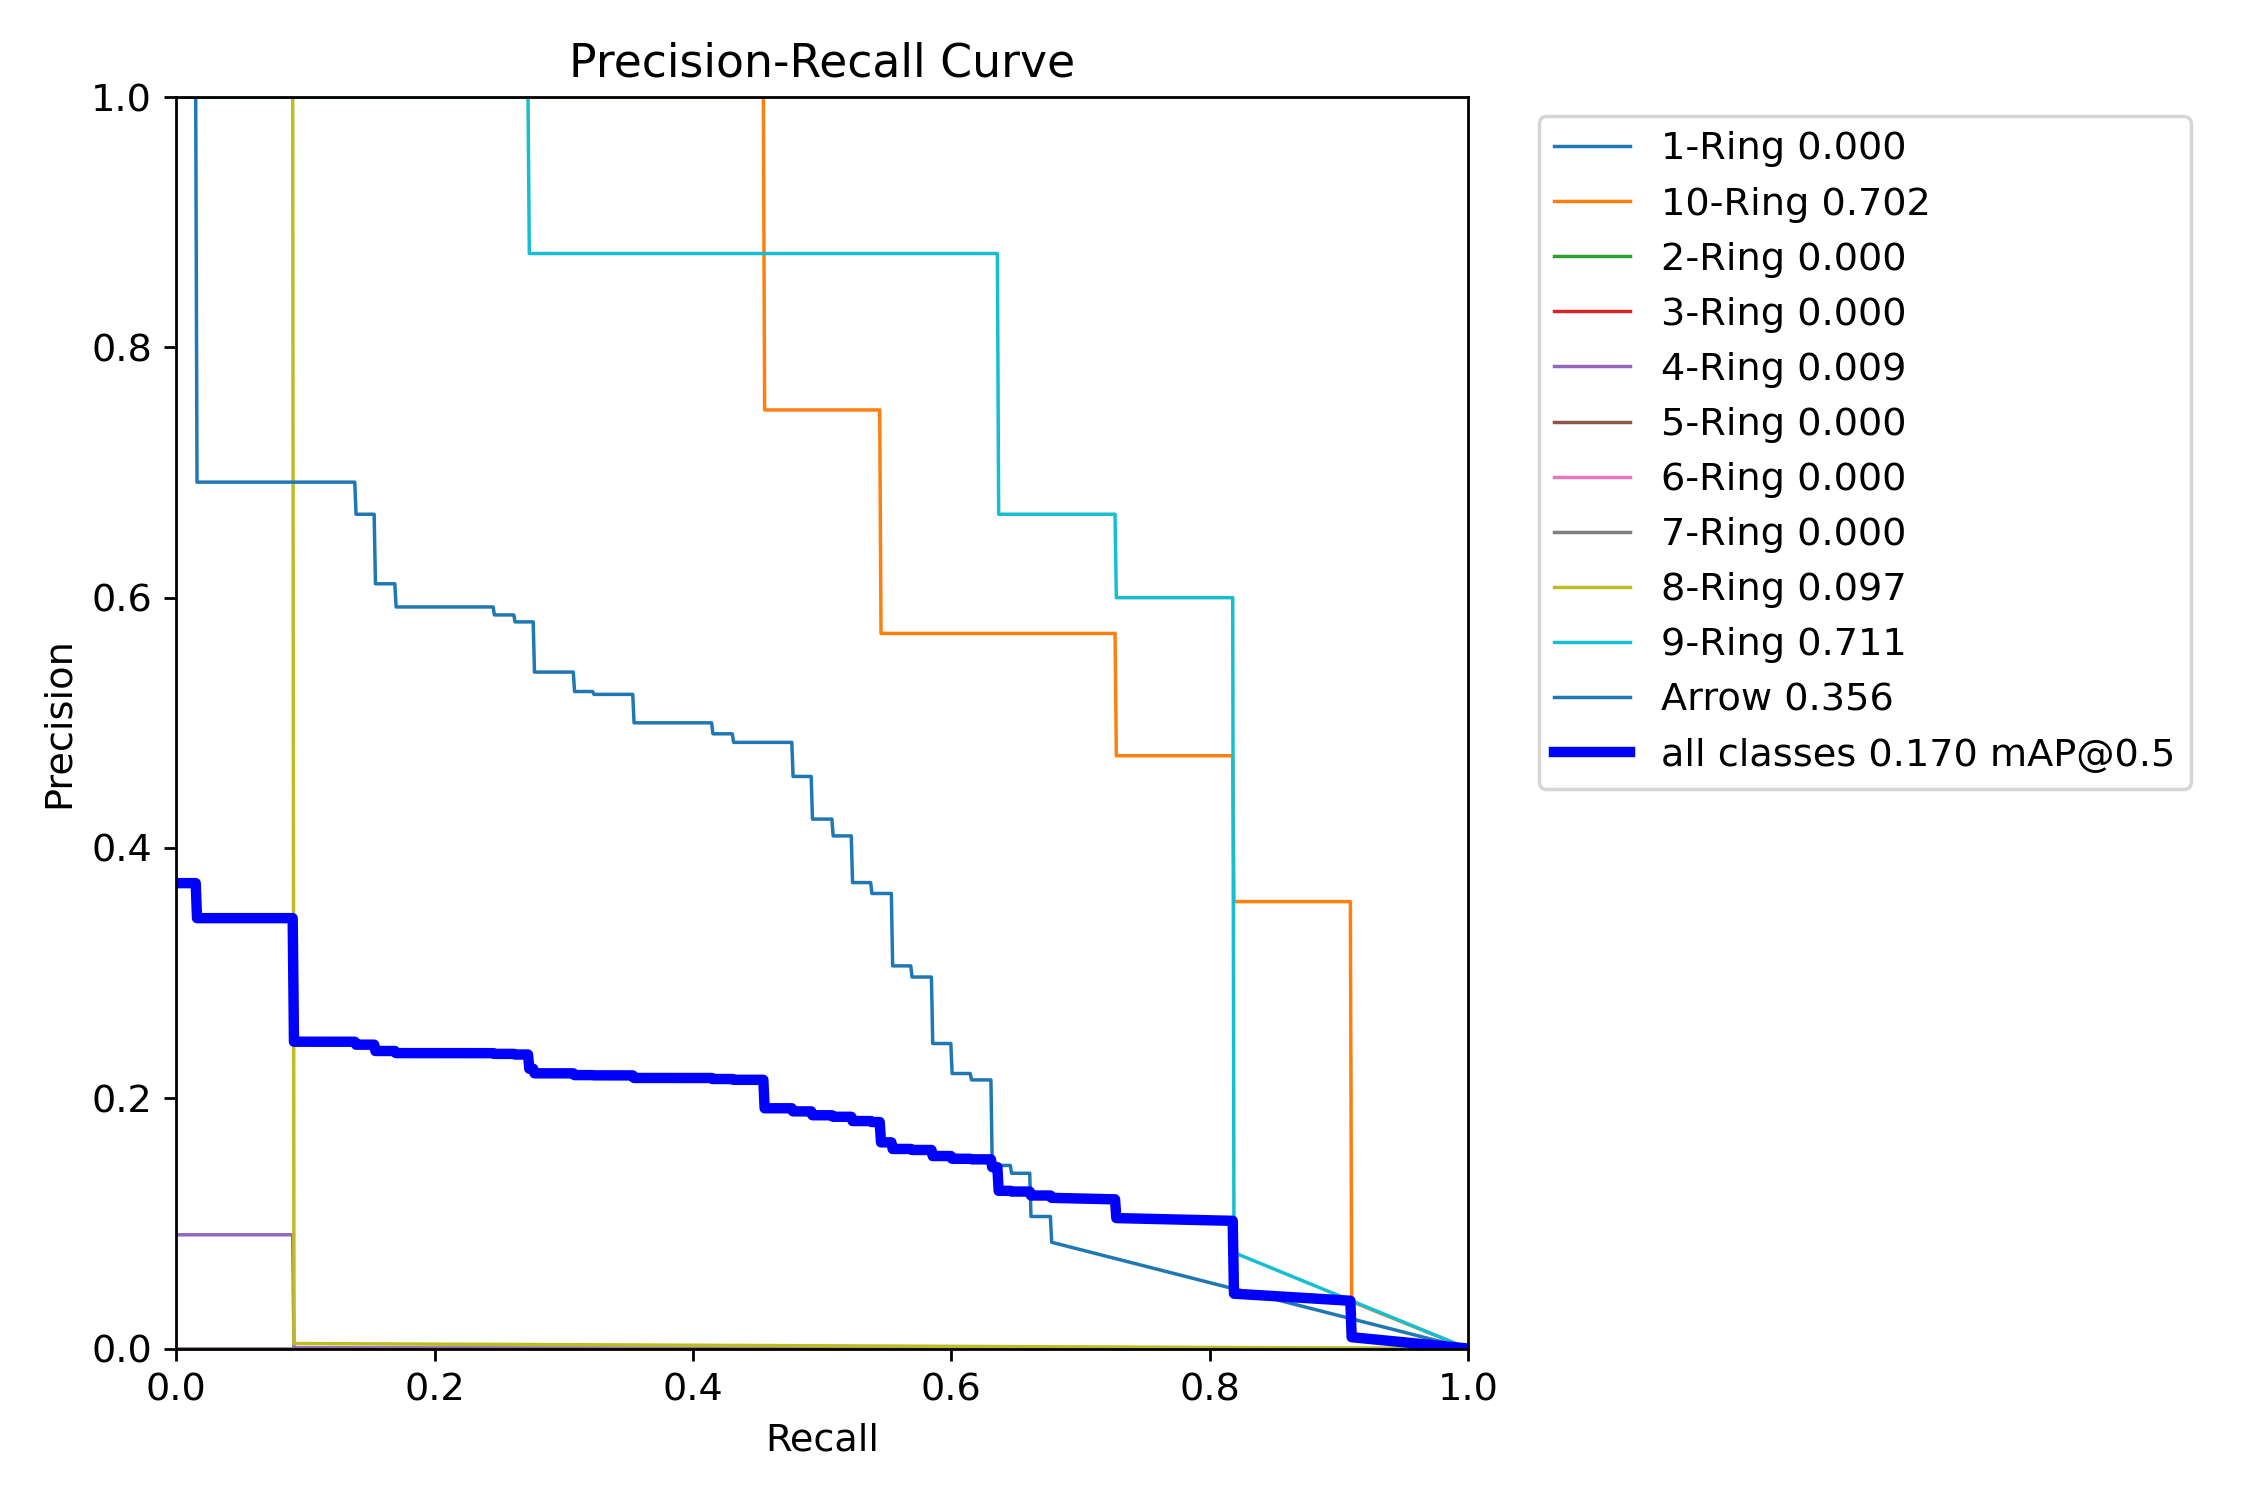 Precision-Recall Curve
1.0
0.8
0.6
0.4
0.2
0.0
Precision
0.0 0.2 0.4 0.6 0.8 1.0
Recall
1-Ring 0.000
10-Ring 0.702
2-Ring 0.000
3-Ring 0.000
4-Ring 0.009
5-Ring 0.000
6-Ring 0.000
7-Ring 0.000
8-Ring 0.097
9-Ring 0.711
Arrow 0.356
all classes 0.170 mAP@0.5